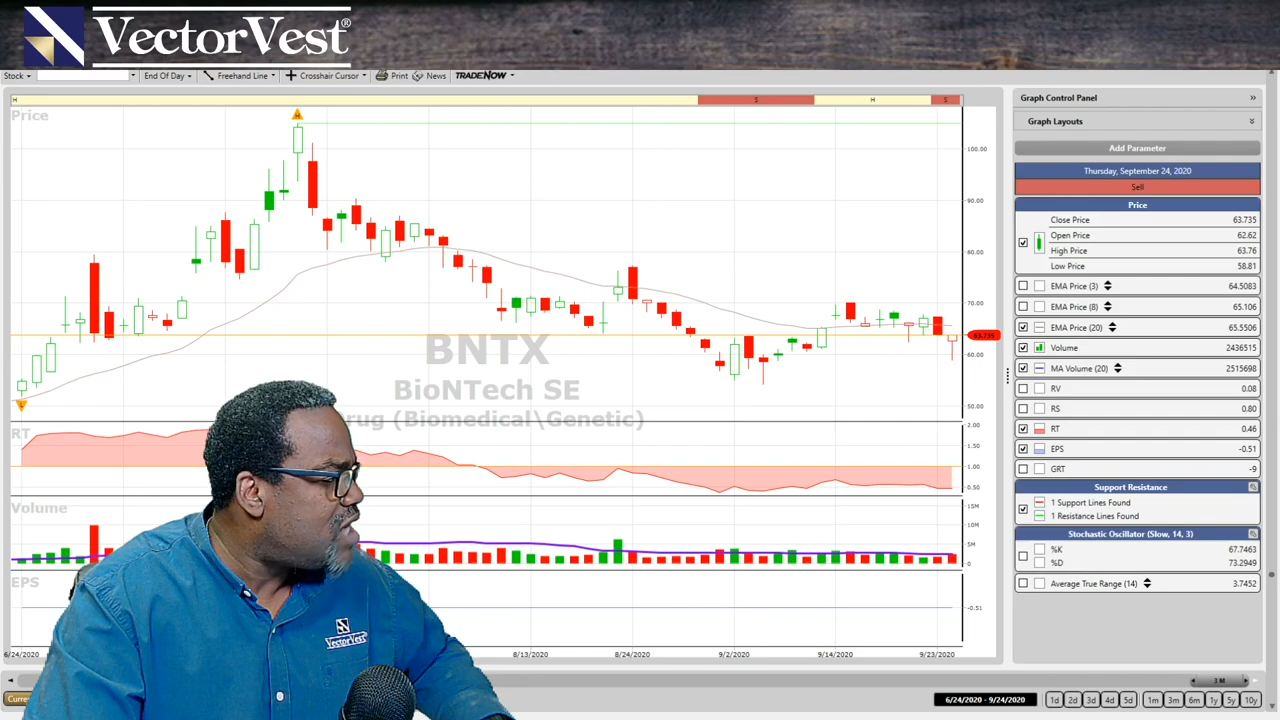 VectorVest®
Stock
End Of Day
Freehand Line
Crosshair Cursor
Print
News
TRADENOW
H S H S
Price
H
100.00
90.00
80.00
70.00
63.735
60.00
50.00
BNTX
BioNTech SE
rug (Biomedical\Genetic)
L
RT
2.00
1.50
1.00
0.50
Volume
15M
10M
5M
0
EPS
-0.51
6/24/2020 8/13/2020 8/24/2020 9/2/2020 9/14/2020 9/23/2020
3 M
Curre
6/24/2020 - 9/24/2020
1d 2d 3d 4d 5d 1m 3m 6m 1y 5y 10y
Graph Control Panel
Graph Layouts
Add Parameter
Thursday, September 24, 2020
Sell
Price
Close Price 63.735
Open Price 62.62
High Price 63.76
Low Price 58.81
EMA Price (3) 64.5083
EMA Price (8) 65.106
EMA Price (20) 65.5506
Volume 2436515
MA Volume (20) 2515698
RV 0.08
RS 0.80
RT 0.46
EPS -0.51
GRT -9
Support Resistance
1 Support Lines Found
1 Resistance Lines Found
Stochastic Oscillator (Slow, 14, 3)
%K 67.7463
%D 73.2949
Average True Range (14) 3.7452
VectorVest